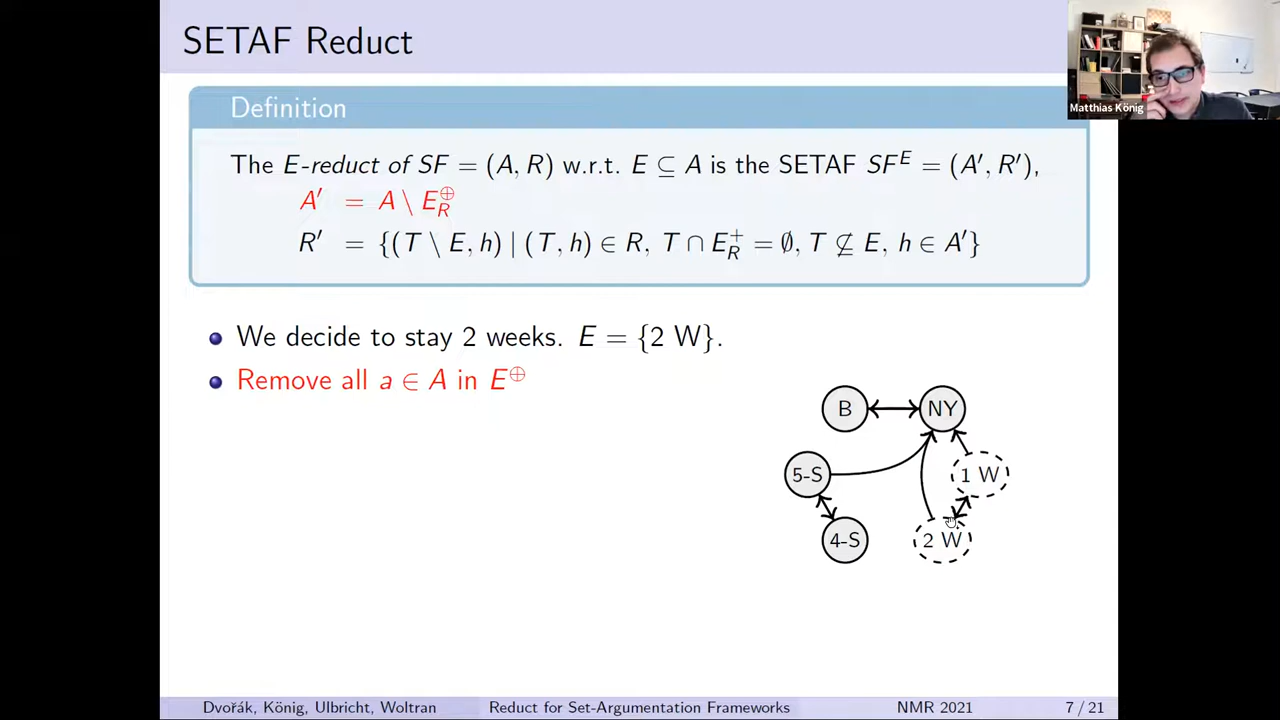 SETAF Reduct
Matthias König
Definition
The E-reduct of SF = (A, R) w.r.t. E ⊆ A is the SETAF SF^E = (A′, R′),
A′ = A \ E_R^⊕
R′ = {(T \ E, h) | (T, h) ∈ R, T ∩ E_R^+ = ∅, T ⊈ E, h ∈ A′}
We decide to stay 2 weeks. E = {2 W}.
Remove all a ∈ A in E^⊕
B NY
5-S 1 W
4-S 2 W
Dvořák, König, Ulbricht, Woltran Reduct for Set-Argumentation Frameworks NMR 2021 7 / 21